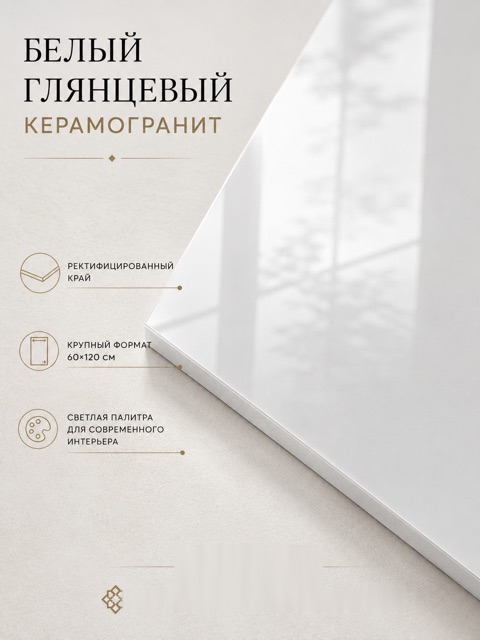 БЕЛЫЙ
ГЛЯНЦЕВЫЙ
КЕРАМОГРАНИТ
РЕКТИФИЦИРОВАННЫЙ
КРАЙ
КРУПНЫЙ ФОРМАТ
60×120 см
СВЕТЛАЯ ПАЛИТРА
ДЛЯ СОВРЕМЕННОГО
ИНТЕРЬЕРА